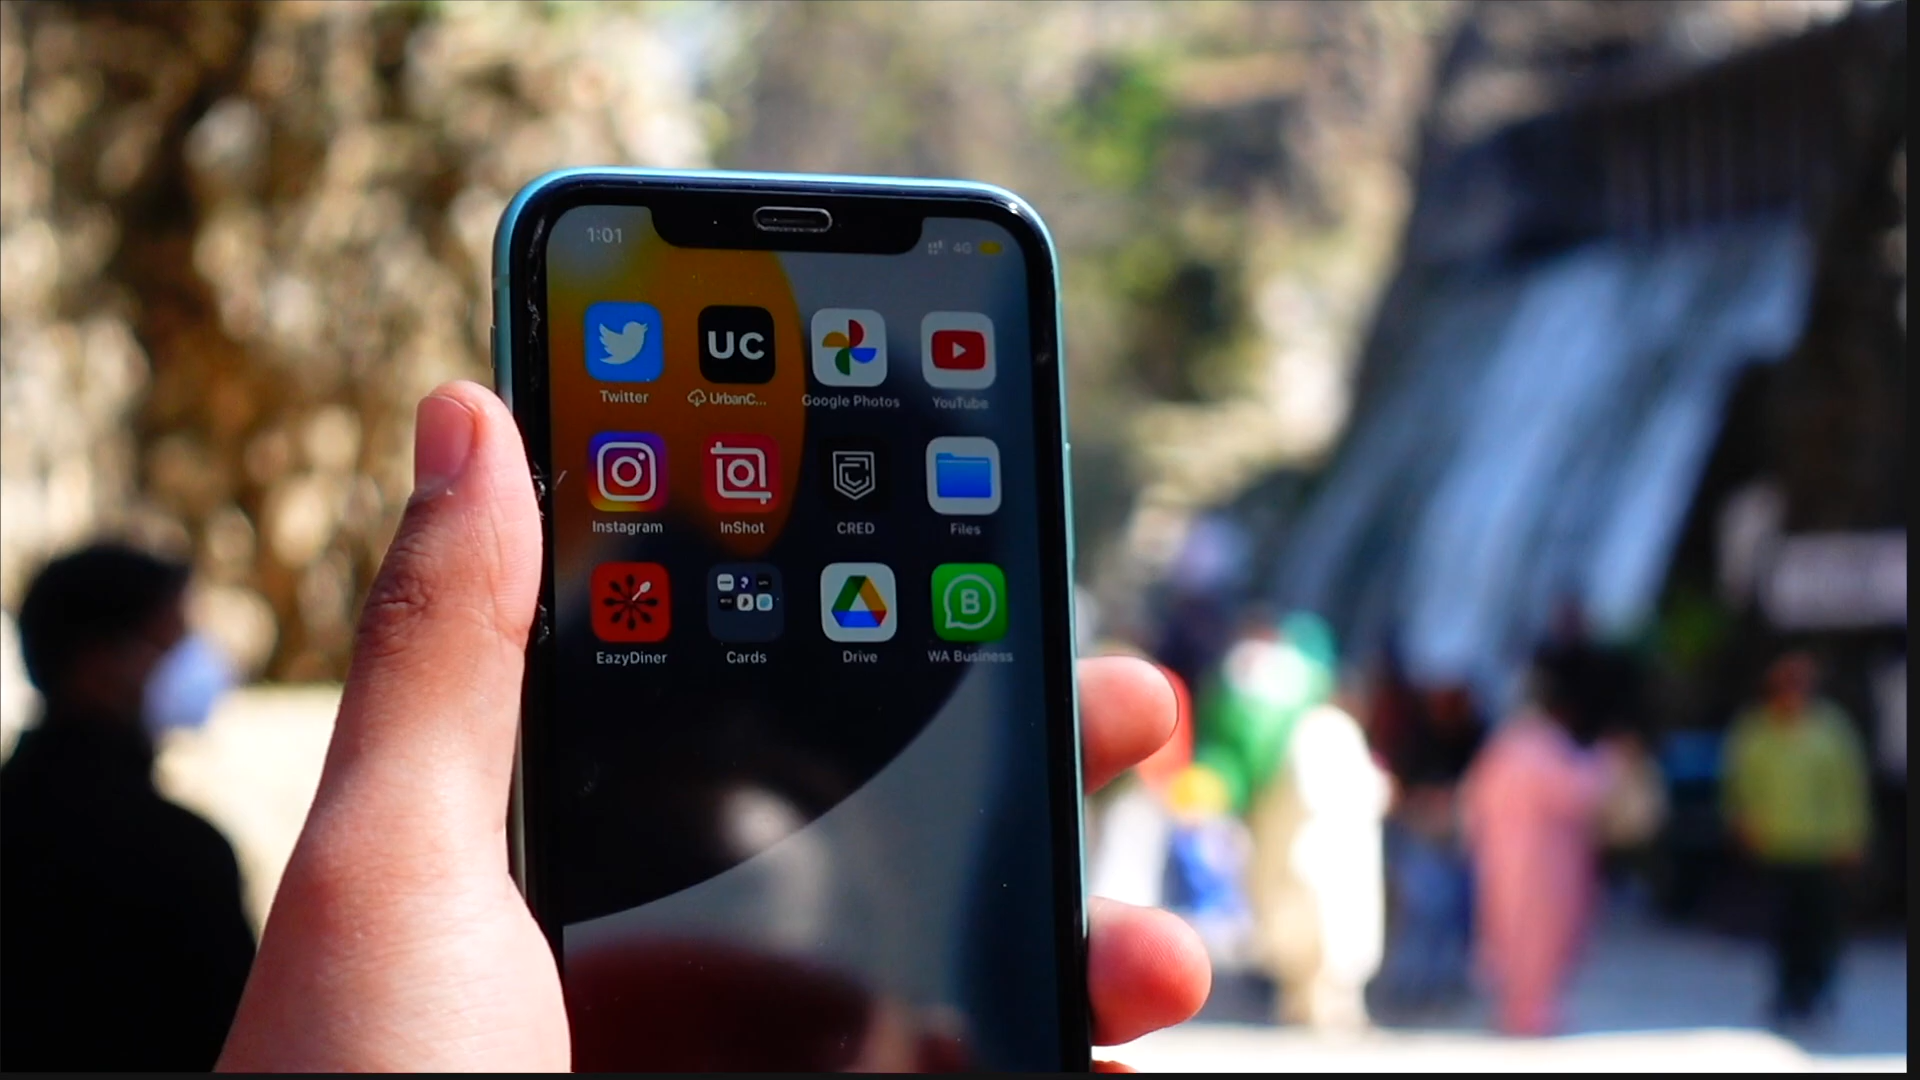 1:01 4G
UC
Twitter UrbanC... Google Photos YouTube
Instagram InShot CRED Files
B
EazyDiner Cards Drive WA Business